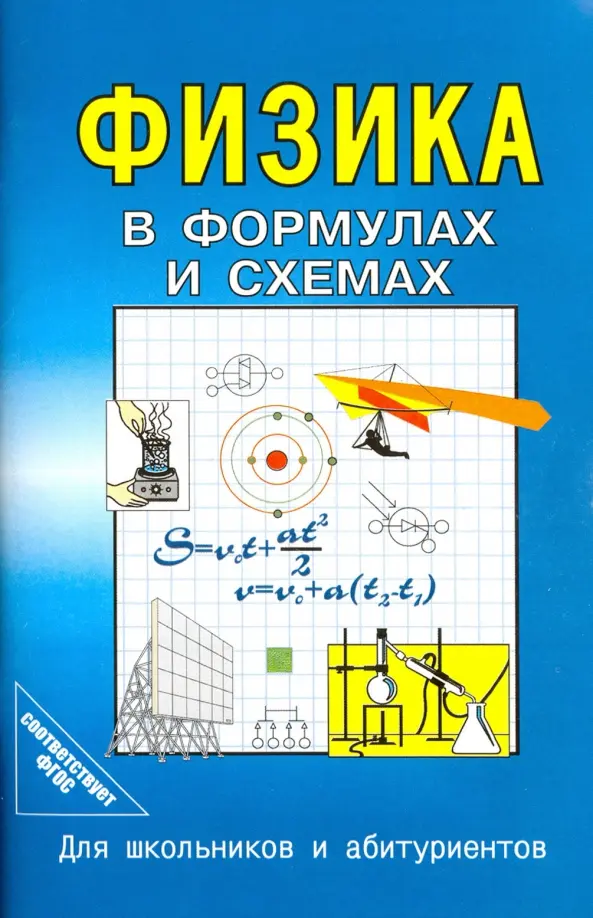 ФИЗИКА
В ФОРМУЛАХ
И СХЕМАХ
S=v₀t+at²/2
v=v₀+a(t₂-t₁)
соответствует
ФГОС
Для школьников и абитуриентов